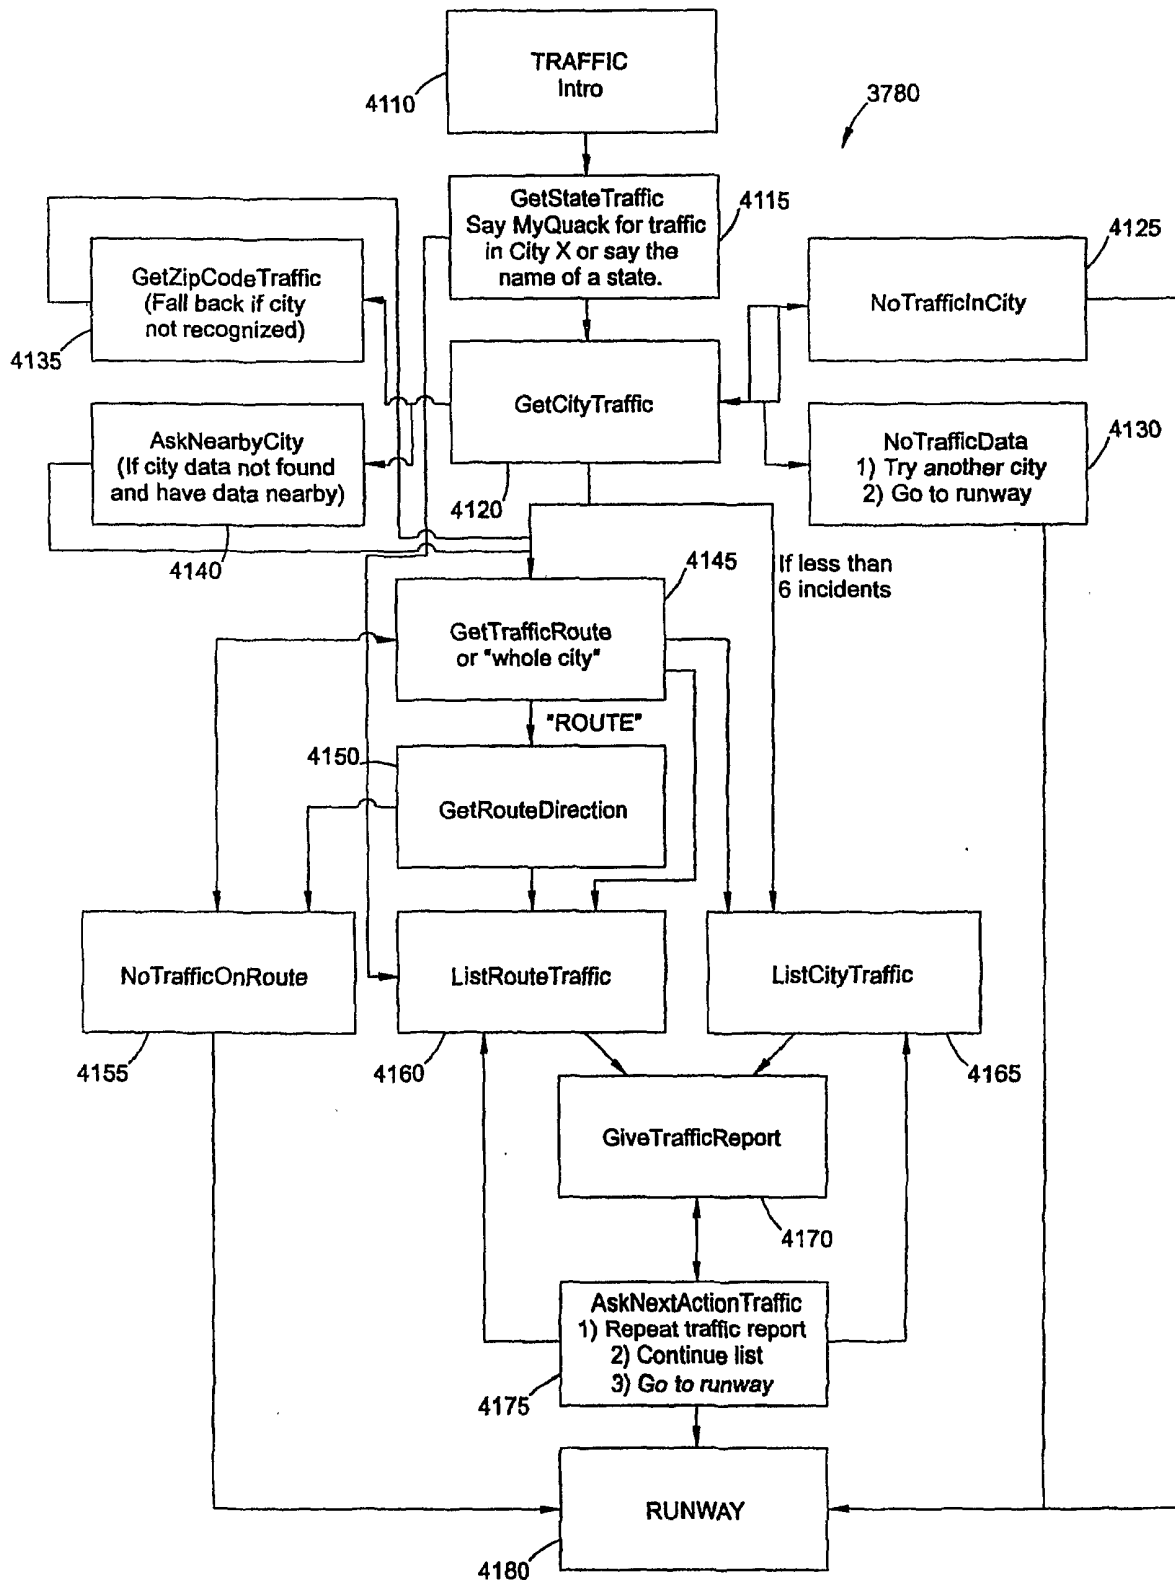 TRAFFIC
Intro
4110
3780
GetStateTraffic
Say MyQuack for traffic
in City X or say the
name of a state.
4115
GetZipCodeTraffic
(Fall back if city
not recognized)
4135
NoTrafficInCity
4125
GetCityTraffic
4120
AskNearbyCity
(If city data not found
and have data nearby)
4140
NoTrafficData
1) Try another city
2) Go to runway
4130
If less than
6 incidents
GetTrafficRoute
or "whole city"
4145
"ROUTE"
4150
GetRouteDirection
NoTrafficOnRoute
4155
ListRouteTraffic
4160
ListCityTraffic
4165
GiveTrafficReport
4170
AskNextActionTraffic
1) Repeat traffic report
2) Continue list
3) Go to runway
4175
RUNWAY
4180